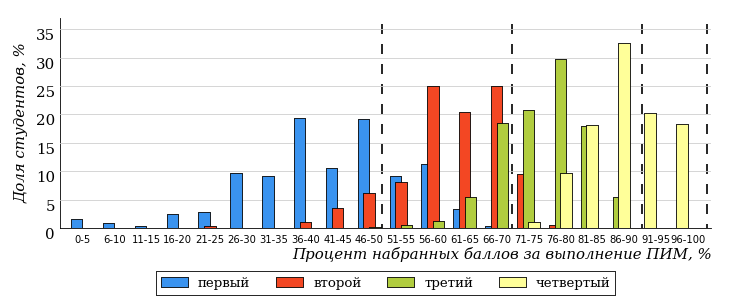 Доля студентов, %
35
30
25
20
15
10
5
0
0-5 6-10 11-15 16-20 21-25 26-30 31-35 36-40 41-45 46-50 51-55 56-60 61-65 66-70 71-75 76-80 81-85 86-90 91-95 96-100
Процент набранных баллов за выполнение ПИМ, %
первый второй третий четвертый